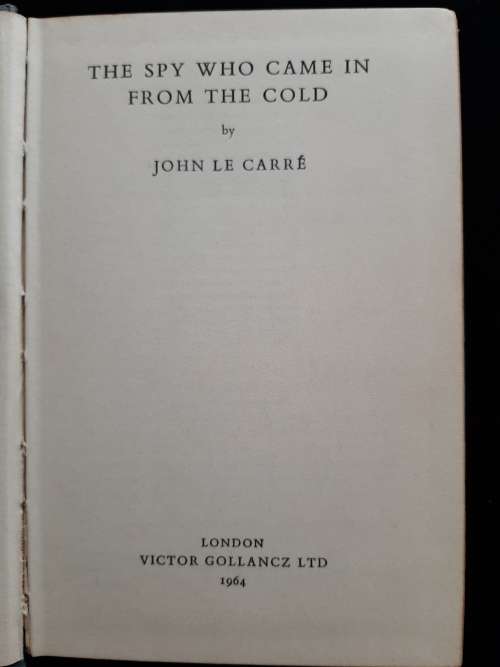 THE SPY WHO CAME IN
FROM THE COLD
by
JOHN LE CARRÉ
LONDON
VICTOR GOLLANCZ LTD
1964